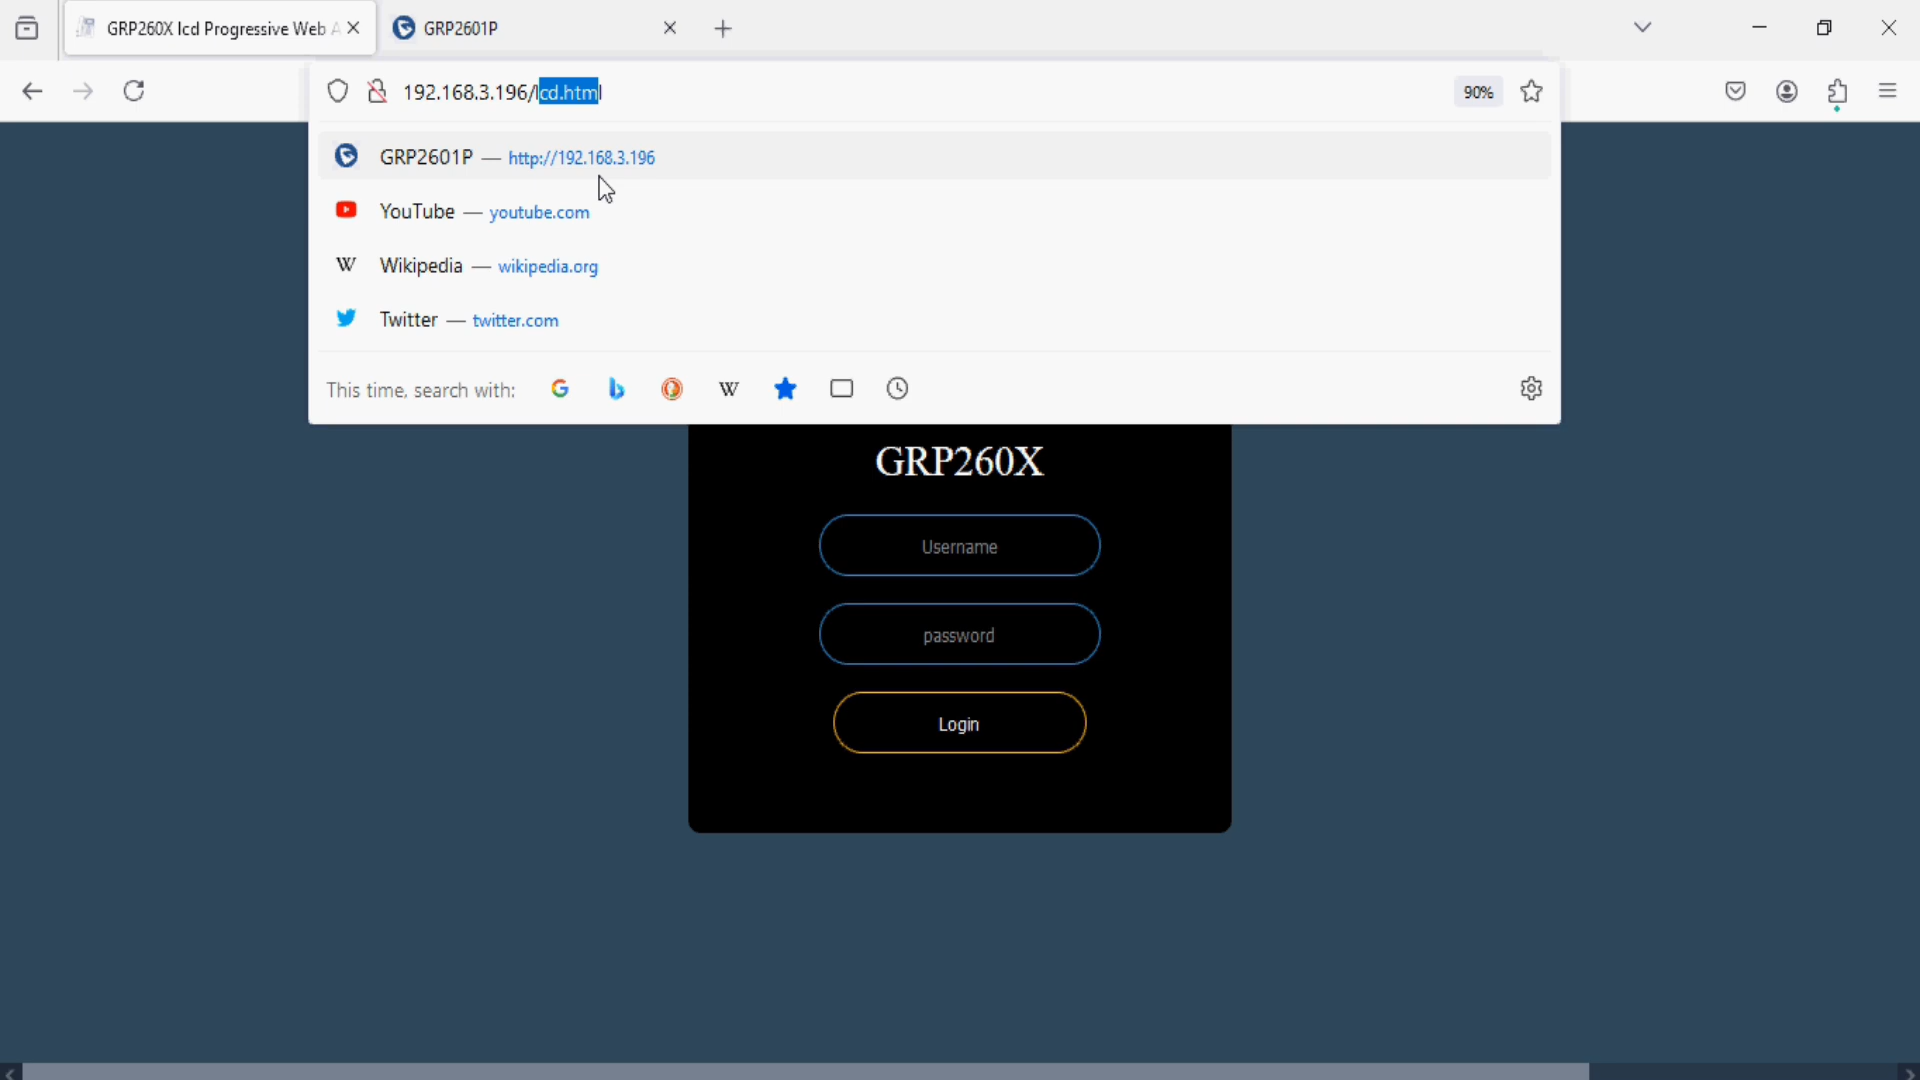 GRP260X lcd Progressive Web A
GRP2601P
192.168.3.196/lcd.html
90%
GRP2601P — http://192.168.3.196
YouTube — youtube.com
W Wikipedia — wikipedia.org
Twitter — twitter.com
This time, search with:
G
W
GRP260X
Username
password
Login